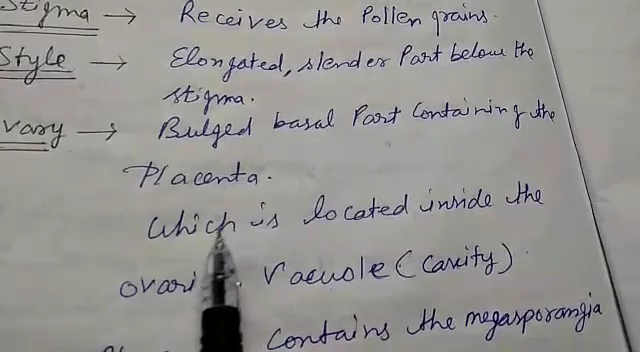 Stigma → Receives the Pollen grains.
Style → Elongated, slender Part below the
stigma.
vary → Bulged basal Part Containing the
Placenta.
Which is located inside the
ovari Vacuole (Cavity)
Contains the megasporangia